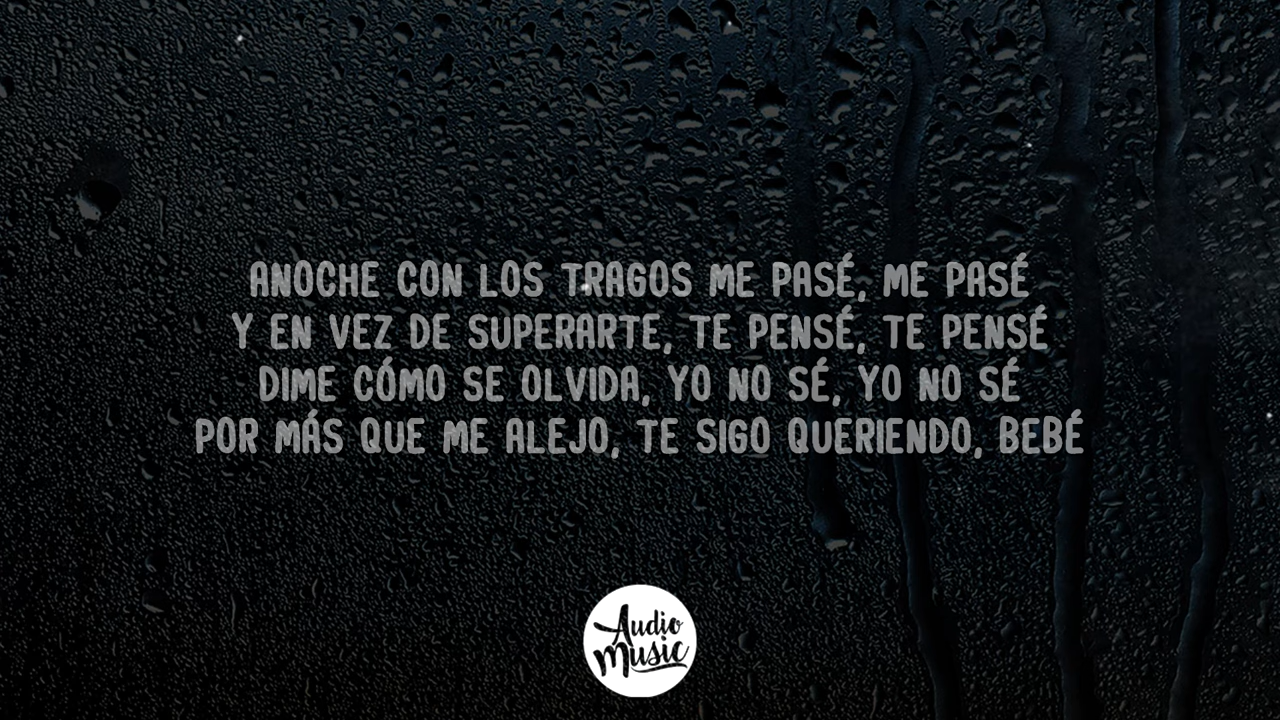 ANOCHE CON LOS TRAGOS ME PASÉ, ME PASÉ
Y EN VEZ DE SUPERARTE, TE PENSÉ, TE PENSÉ
DIME CÓMO SE OLVIDA, YO NO SÉ, YO NO SÉ
POR MÁS QUE ME ALEJO, TE SIGO QUERIENDO, BEBÉ
Audio
Music